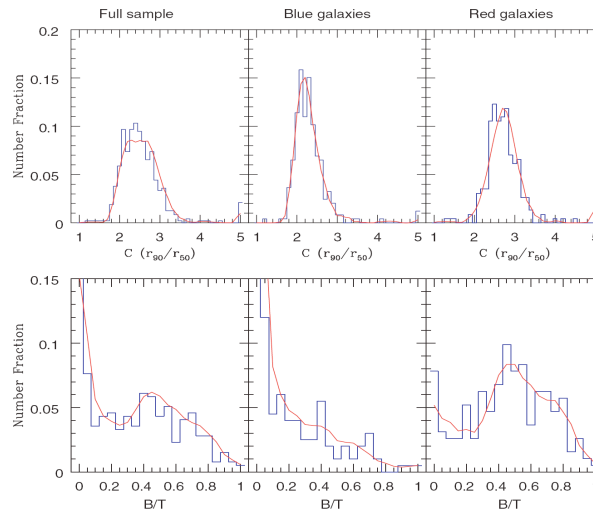 Full sample
Blue galaxies
Red galaxies
Number Fraction
0.2
0.15
0.1
0.05
0
1 2 3 4 5
1 2 3 4 5
1 2 3 4 5
C (r90/r50)
C (r90/r50)
C (r90/r50)
Number Fraction
0.15
0.1
0.05
0
0 0.2 0.4 0.6 0.8 1
0 0.2 0.4 0.6 0.8 1
0 0.2 0.4 0.6 0.8 1
B/T
B/T
B/T